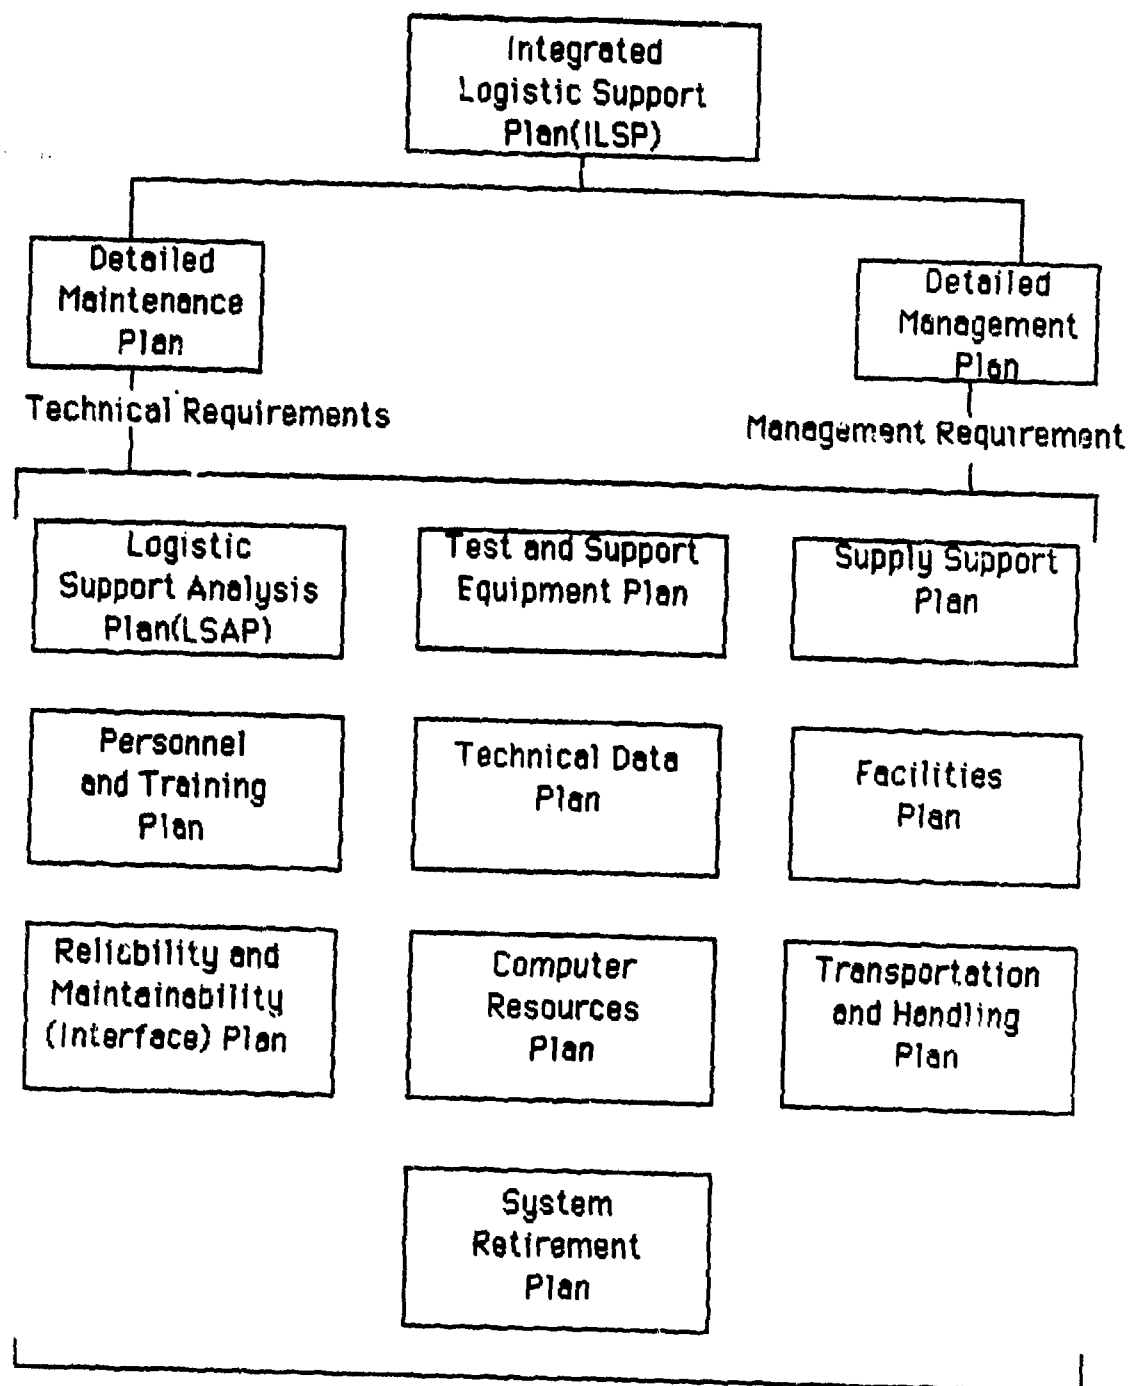 Integrated
Logistic Support
Plan(ILSP)
Detailed
Maintenance
Plan
Detailed
Management
Plan
Technical Requirements
Management Requirement
Logistic
Support Analysis
Plan(LSAP)
Test and Support
Equipment Plan
Supply Support
Plan
Personnel
and Training
Plan
Technical Data
Plan
Facilities
Plan
Reliability and
Maintainability
(Interface) Plan
Computer
Resources
Plan
Transportation
and Handling
Plan
System
Retirement
Plan